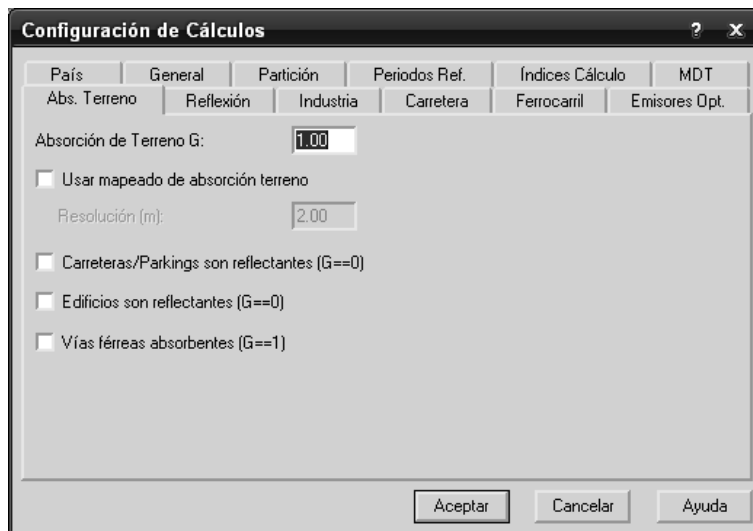 Configuración de Cálculos ? x
País General Partición Periodos Ref. Índices Cálculo MDT
Abs. Terreno Reflexión Industria Carretera Ferrocarril Emisores Opt.
Absorción de Terreno G: 1.00
Usar mapeado de absorción terreno
Resolución (m): 2.00
Carreteras/Parkings son reflectantes (G==0)
Edificios son reflectantes (G==0)
Vías férreas absorbentes (G==1)
Aceptar Cancelar Ayuda